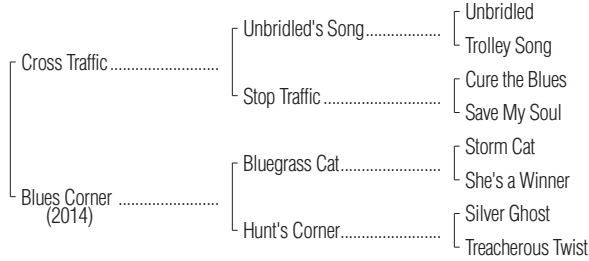 Unbridled
Unbridled's Song
Trolley Song
Cross Traffic
Cure the Blues
Stop Traffic
Save My Soul
Storm Cat
Bluegrass Cat
She's a Winner
Blues Corner
(2014)
Silver Ghost
Hunt's Corner
Treacherous Twist